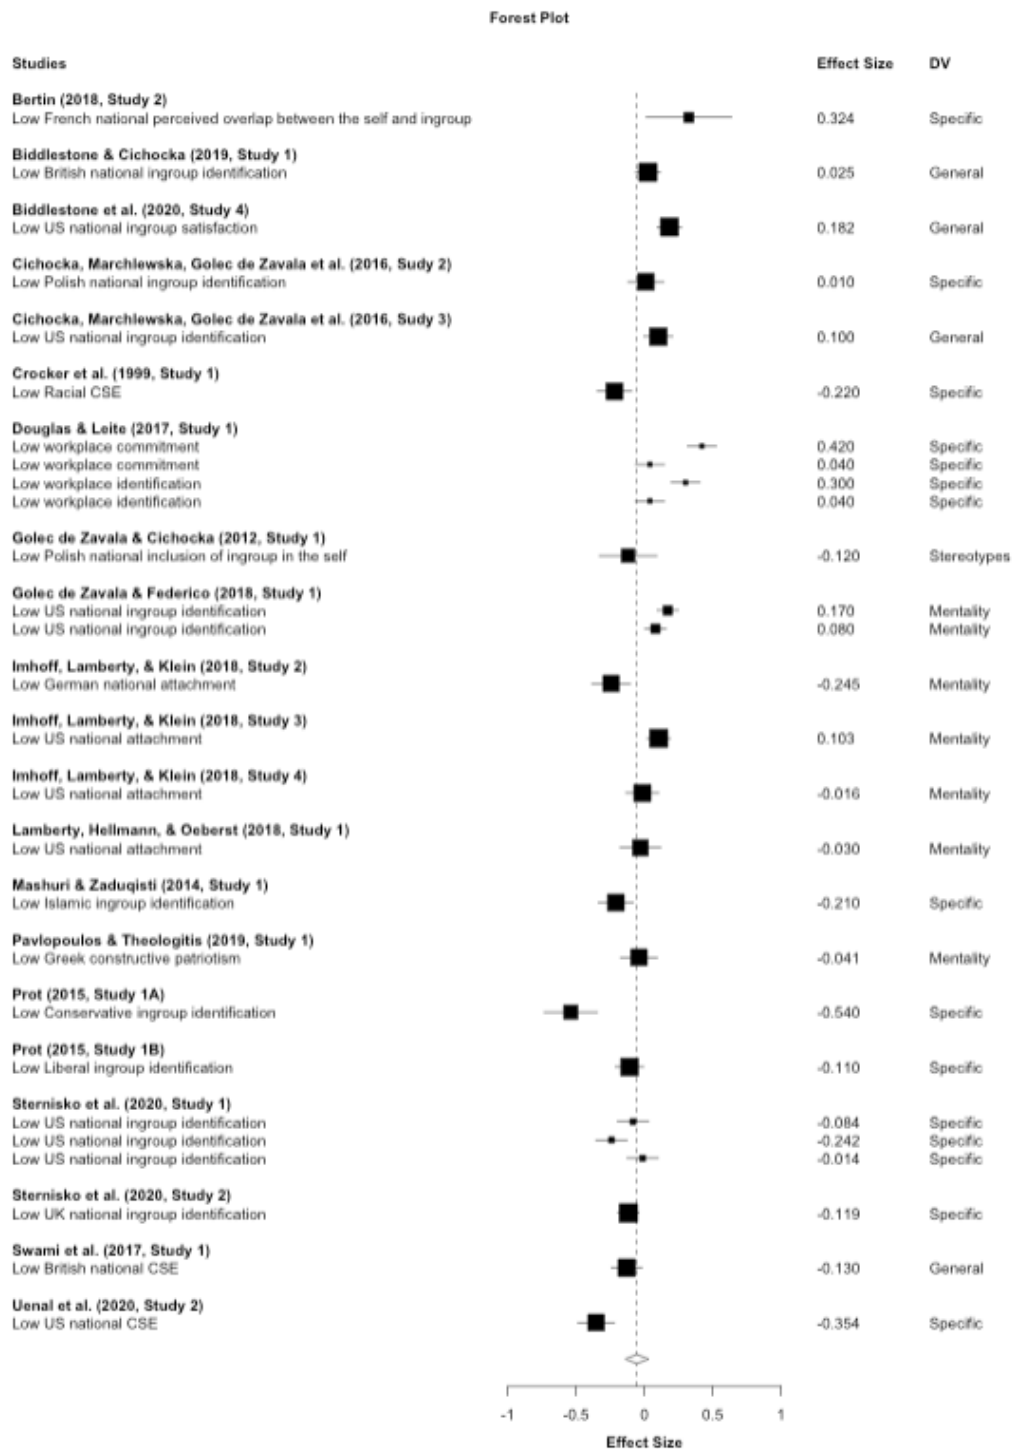 Forest Plot
Studies Effect Size DV
Bertin (2018, Study 2)
Low French national perceived overlap between the self and ingroup 0.324 Specific
Biddlestone & Cichocka (2019, Study 1)
Low British national ingroup identification 0.025 General
Biddlestone et al. (2020, Study 4)
Low US national ingroup satisfaction 0.182 General
Cichocka, Marchlewska, Golec de Zavala et al. (2016, Sudy 2)
Low Polish national ingroup identification 0.010 Specific
Cichocka, Marchlewska, Golec de Zavala et al. (2016, Sudy 3)
Low US national ingroup identification 0.100 General
Crocker et al. (1999, Study 1)
Low Racial CSE -0.220 Specific
Douglas & Leite (2017, Study 1)
Low workplace commitment 0.420 Specific
Low workplace commitment 0.040 Specific
Low workplace identification 0.300 Specific
Low workplace identification 0.040 Specific
Golec de Zavala & Cichocka (2012, Study 1)
Low Polish national inclusion of ingroup in the self -0.120 Stereotypes
Golec de Zavala & Federico (2018, Study 1)
Low US national ingroup identification 0.170 Mentality
Low US national ingroup identification 0.080 Mentality
Imhoff, Lamberty, & Klein (2018, Study 2)
Low German national attachment -0.245 Mentality
Imhoff, Lamberty, & Klein (2018, Study 3)
Low US national attachment 0.103 Mentality
Imhoff, Lamberty, & Klein (2018, Study 4)
Low US national attachment -0.016 Mentality
Lamberty, Hellmann, & Oeberst (2018, Study 1)
Low US national attachment -0.030 Mentality
Mashuri & Zaduqisti (2014, Study 1)
Low Islamic ingroup identification -0.210 Specific
Pavlopoulos & Theologitis (2019, Study 1)
Low Greek constructive patriotism -0.041 Mentality
Prot (2015, Study 1A)
Low Conservative ingroup identification -0.540 Specific
Prot (2015, Study 1B)
Low Liberal ingroup identification -0.110 Specific
Sternisko et al. (2020, Study 1)
Low US national ingroup identification -0.084 Specific
Low US national ingroup identification -0.242 Specific
Low US national ingroup identification -0.014 Specific
Sternisko et al. (2020, Study 2)
Low UK national ingroup identification -0.119 Specific
Swami et al. (2017, Study 1)
Low British national CSE -0.130 General
Uenal et al. (2020, Study 2)
Low US national CSE -0.354 Specific
-1 -0.5 0 0.5 1
Effect Size